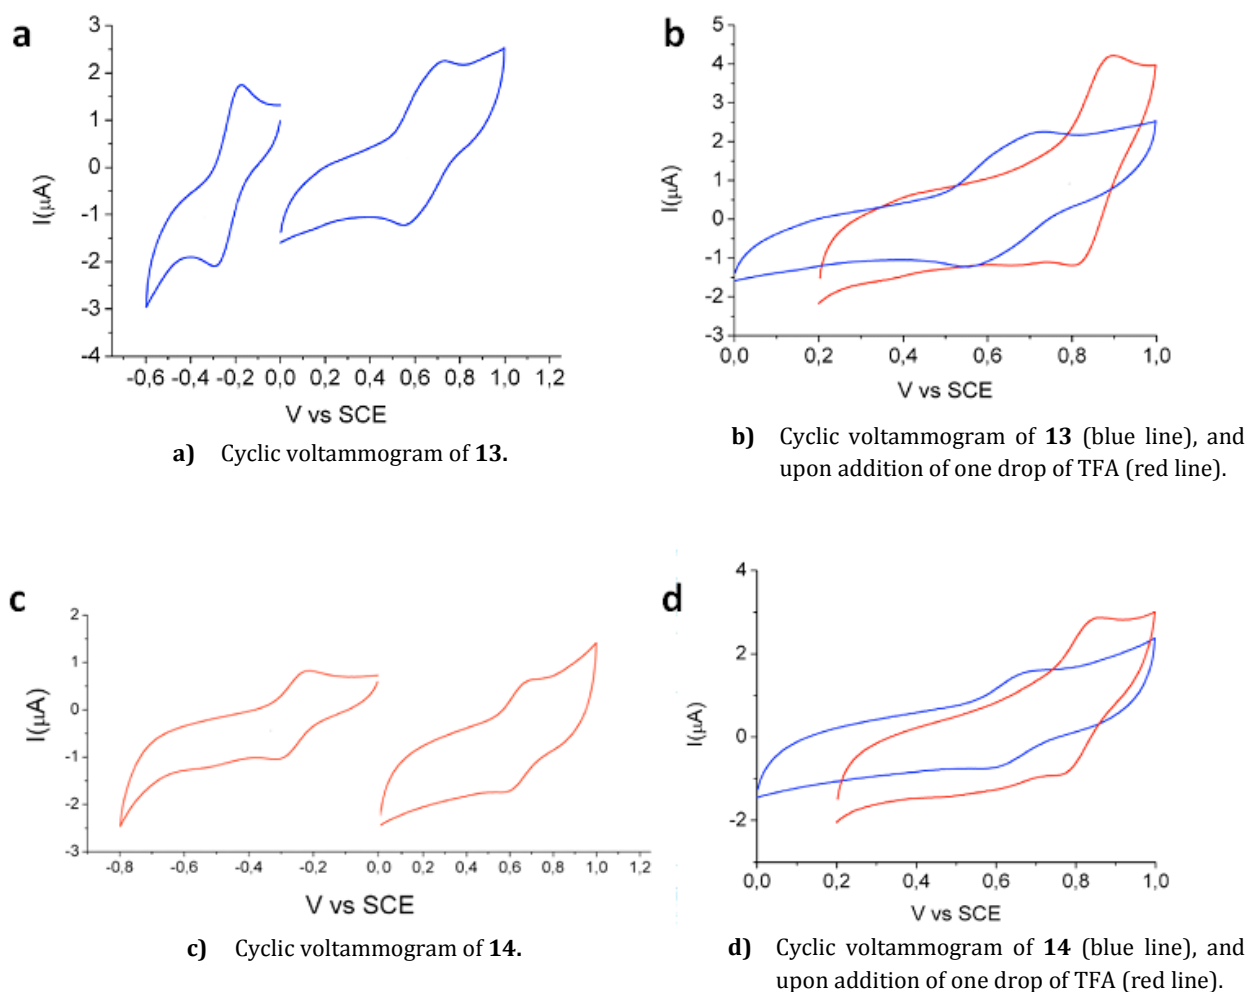 a
3
2
1
0
-1
-2
-3
-4
I(µA)
-0,6 -0,4 -0,2 0,0 0,2 0,4 0,6 0,8 1,0 1,2
V vs SCE
a) Cyclic voltammogram of 13.
b
5
4
3
2
1
0
-1
-2
-3
I(µA)
0,0 0,2 0,4 0,6 0,8 1,0
V vs SCE
b) Cyclic voltammogram of 13 (blue line), and
upon addition of one drop of TFA (red line).
c
2
1
0
-1
-2
-3
I(µA)
-0,8 -0,6 -0,4 -0,2 0,0 0,2 0,4 0,6 0,8 1,0 1,2
V vs SCE
c) Cyclic voltammogram of 14.
d
4
2
0
-2
I(µA)
0,0 0,2 0,4 0,6 0,8 1,0
V vs SCE
d) Cyclic voltammogram of 14 (blue line), and
upon addition of one drop of TFA (red line).